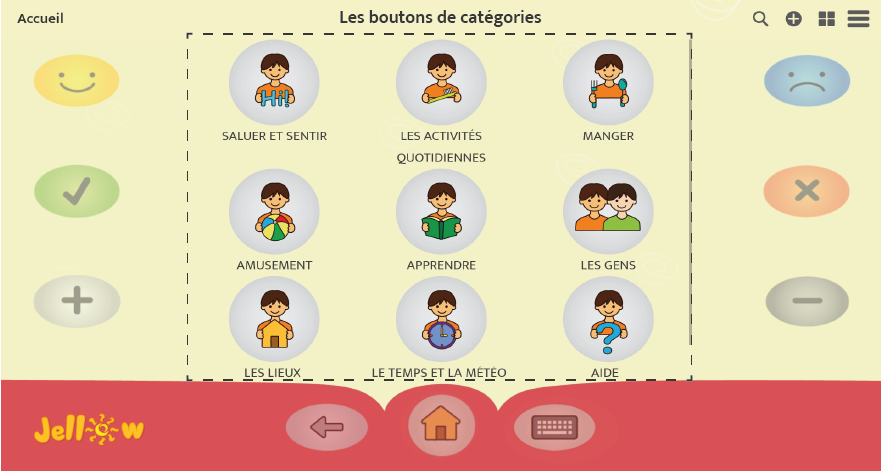 Accueil
Les boutons de catégories
Hi!
SALUER ET SENTIR
LES ACTIVITÉS
QUOTIDIENNES
MANGER
AMUSEMENT
APPRENDRE
LES GENS
LES LIEUX
LE TEMPS ET LA MÉTÉO
AIDE
?
Jellow